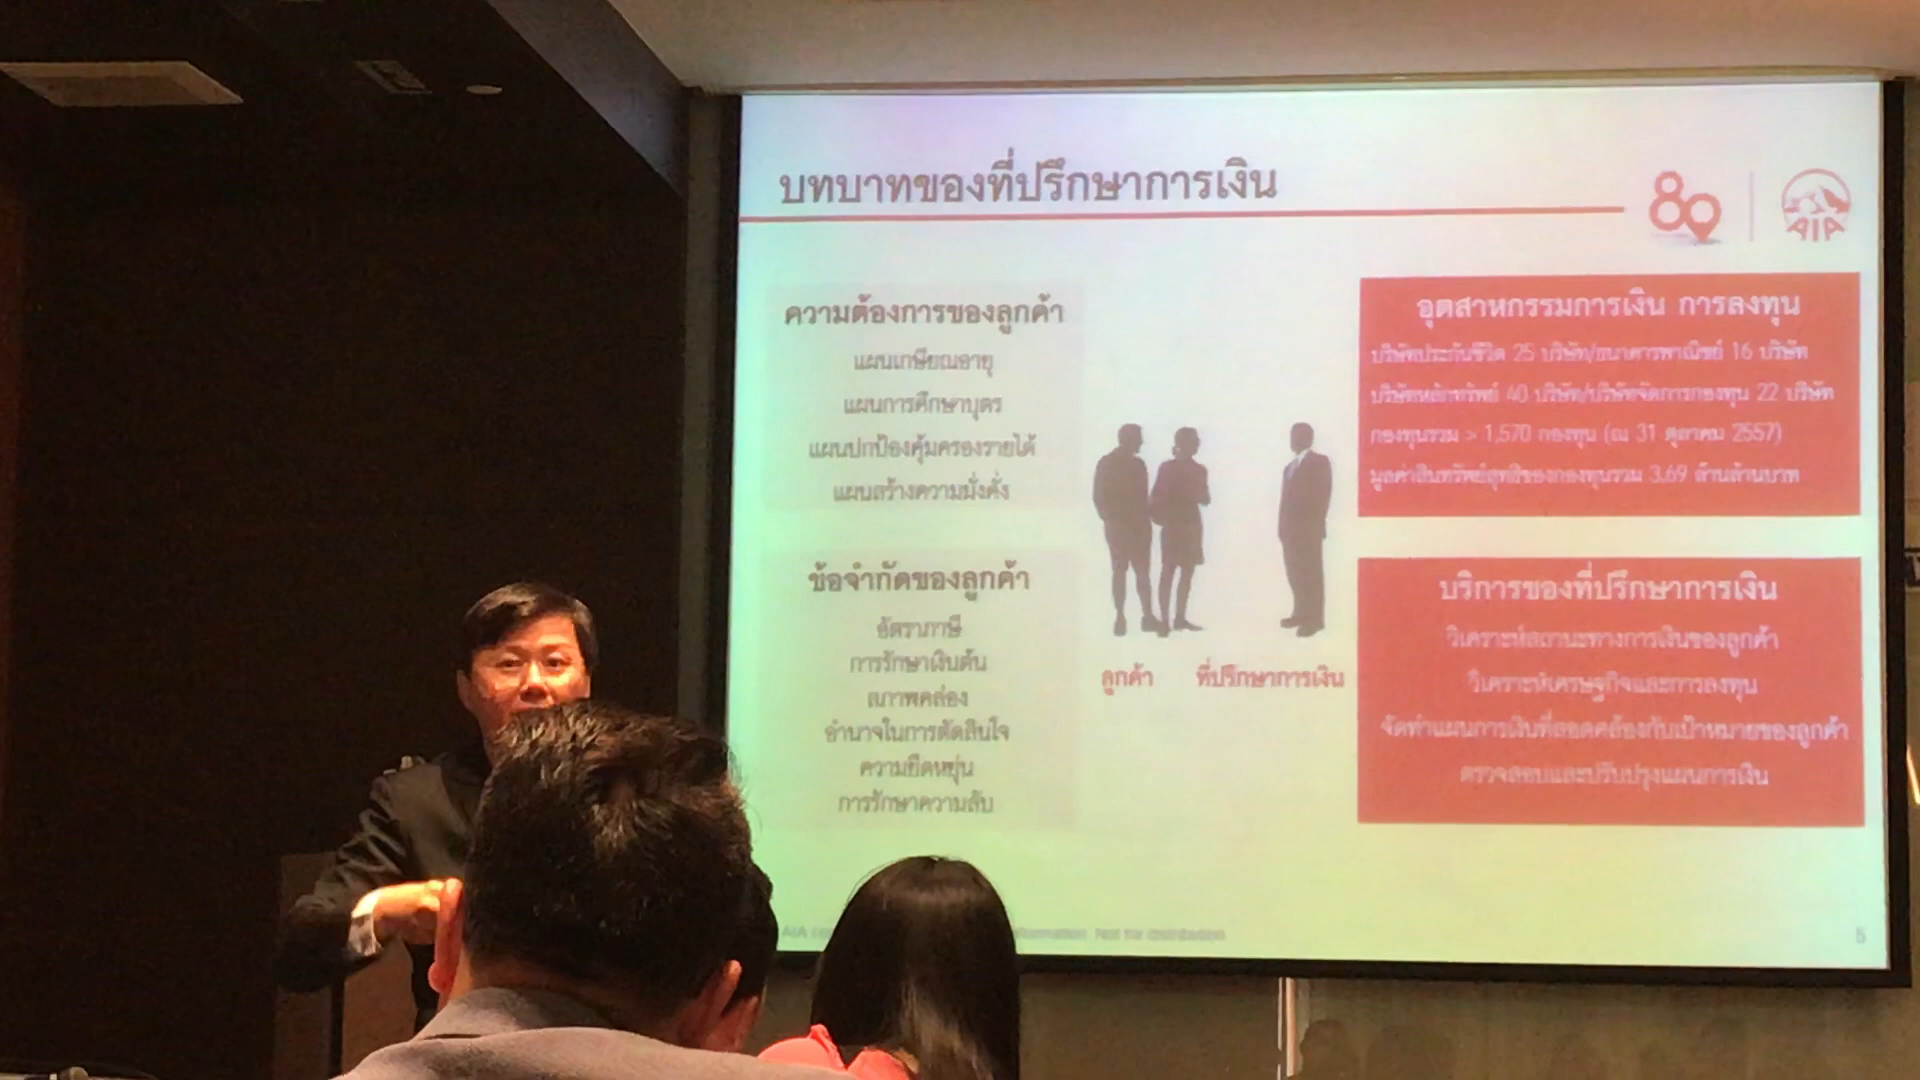 บทบาทของที่ปรึกษาการเงิน
80
AIA
ความต้องการของลูกค้า
แผนเกษียณอายุ
แผนการศึกษาบุตร
แผนปกป้องคุ้มครองรายได้
แผนสร้างความมั่งคั่ง
ข้อจำกัดของลูกค้า
อัตราภาษี
การรักษาเงินต้น
สภาพคล่อง
อำนาจในการตัดสินใจ
ความยืดหยุ่น
การรักษาความลับ
ลูกค้า
ที่ปรึกษาการเงิน
อุตสาหกรรมการเงิน การลงทุน
บริษัทประกันชีวิต 25 บริษัท/ธนาคารพาณิชย์ 16 บริษัท
บริษัทหลักทรัพย์ 40 บริษัท/บริษัทจัดการกองทุน 22 บริษัท
กองทุนรวม > 1,570 กองทุน (ณ 31 ตุลาคม 2557)
มูลค่าสินทรัพย์สุทธิของกองทุนรวม 3.69 ล้านล้านบาท
บริการของที่ปรึกษาการเงิน
วิเคราะห์สถานะทางการเงินของลูกค้า
วิเคราะห์เศรษฐกิจและการลงทุน
จัดทำแผนการเงินที่สอดคล้องกับเป้าหมายของลูกค้า
ตรวจสอบและปรับปรุงแผนการเงิน
AIA
Not for distribution
5